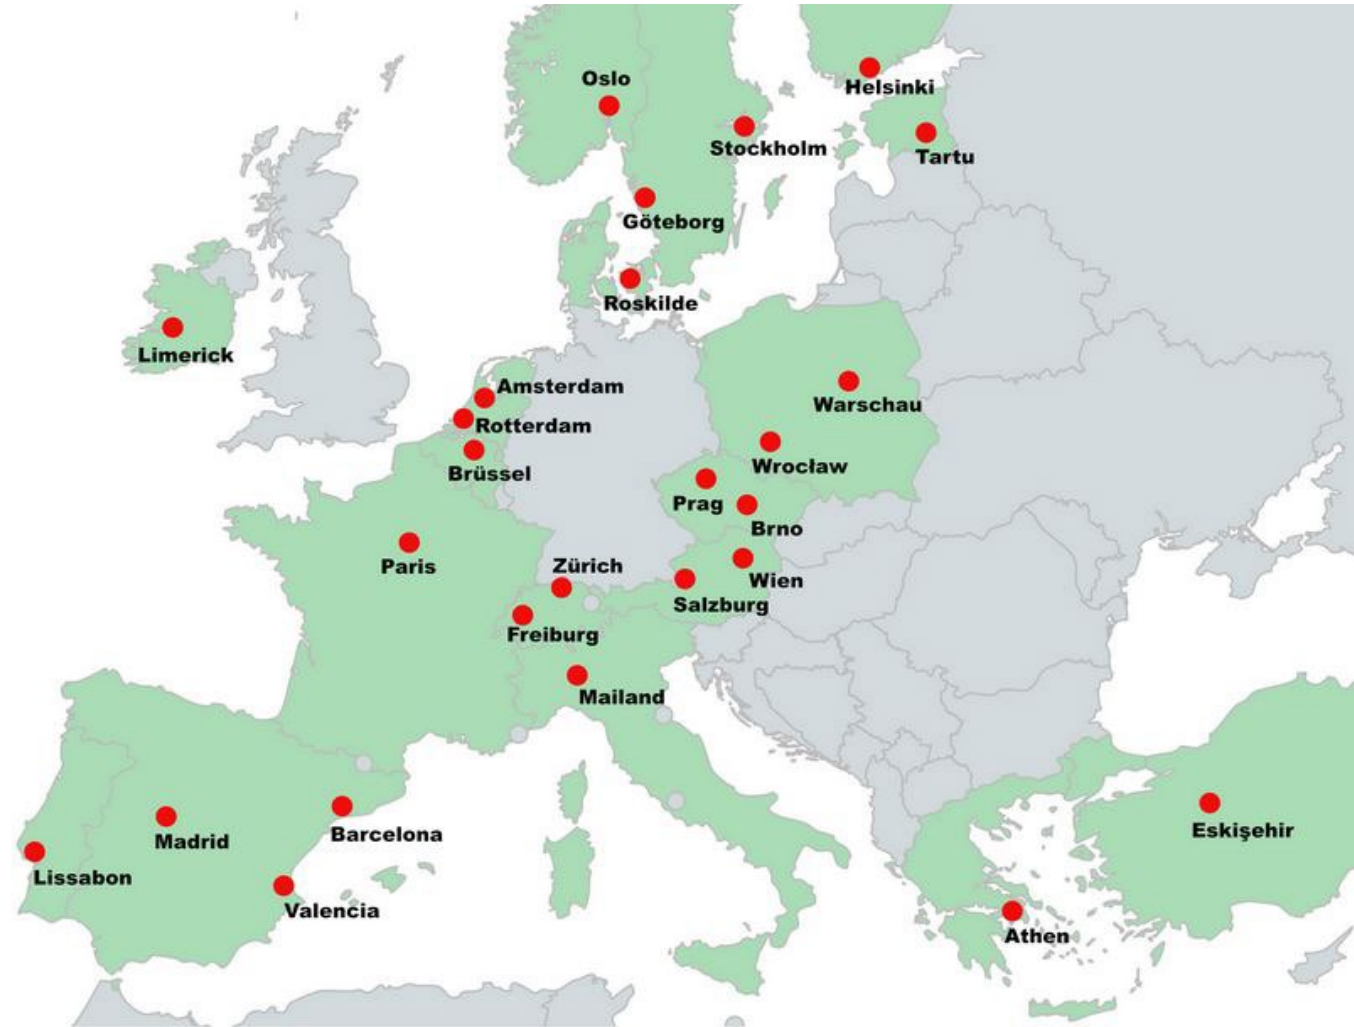 Oslo
Helsinki
Stockholm
Tartu
Göteborg
Roskilde
Limerick
Amsterdam
Warschau
Rotterdam
Wrocław
Brüssel
Prag
Brno
Paris
Zürich
Wien
Salzburg
Freiburg
Mailand
Eskişehir
Barcelona
Madrid
Lissabon
Valencia
Athen